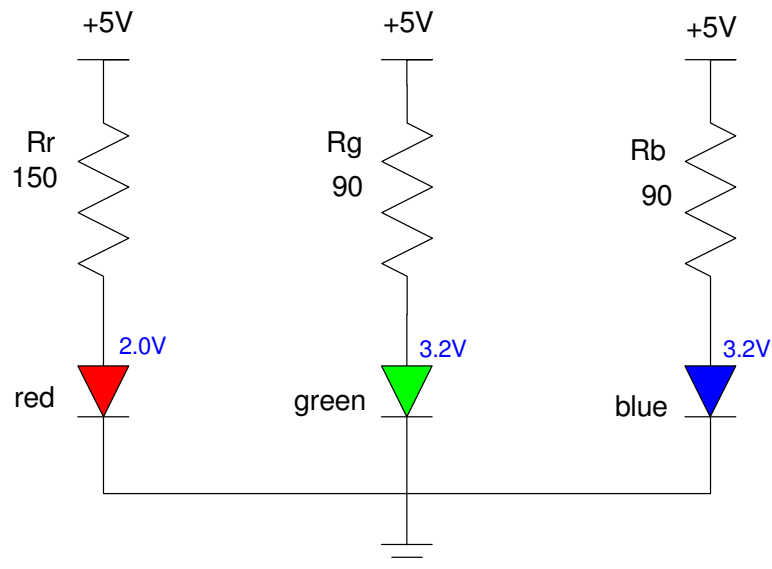 +5V
+5V
+5V
Rr
150
Rg
90
Rb
90
2.0V
3.2V
3.2V
red
green
blue